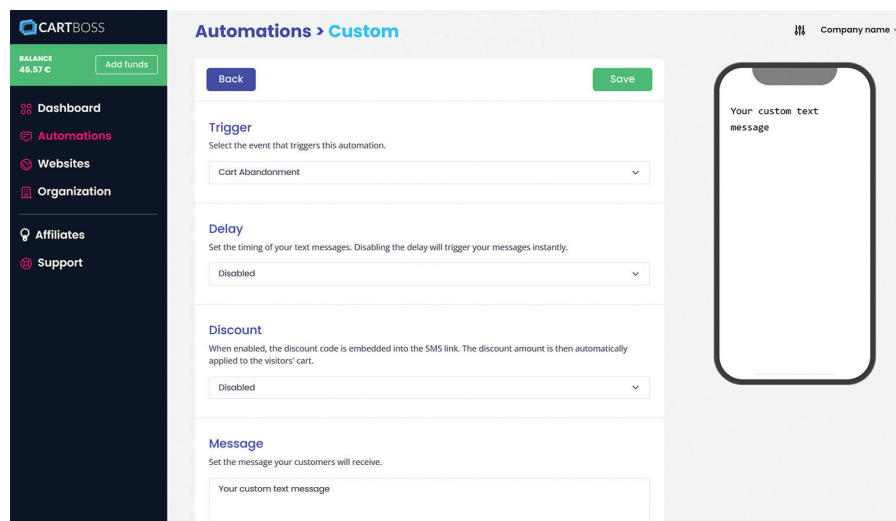 CARTBOSS
BALANCE
46.57 €
Add funds
Dashboard
Automations
Websites
Organization
Affiliates
Support
Automations > Custom
Company name
Back
Save
Trigger
Select the event that triggers this automation.
Cart Abandonment
Delay
Set the timing of your text messages. Disabling the delay will trigger your messages instantly.
Disabled
Discount
When enabled, the discount code is embedded into the SMS link. The discount amount is then automatically
applied to the visitors' cart.
Disabled
Message
Set the message your customers will receive.
Your custom text message
Your custom text
message